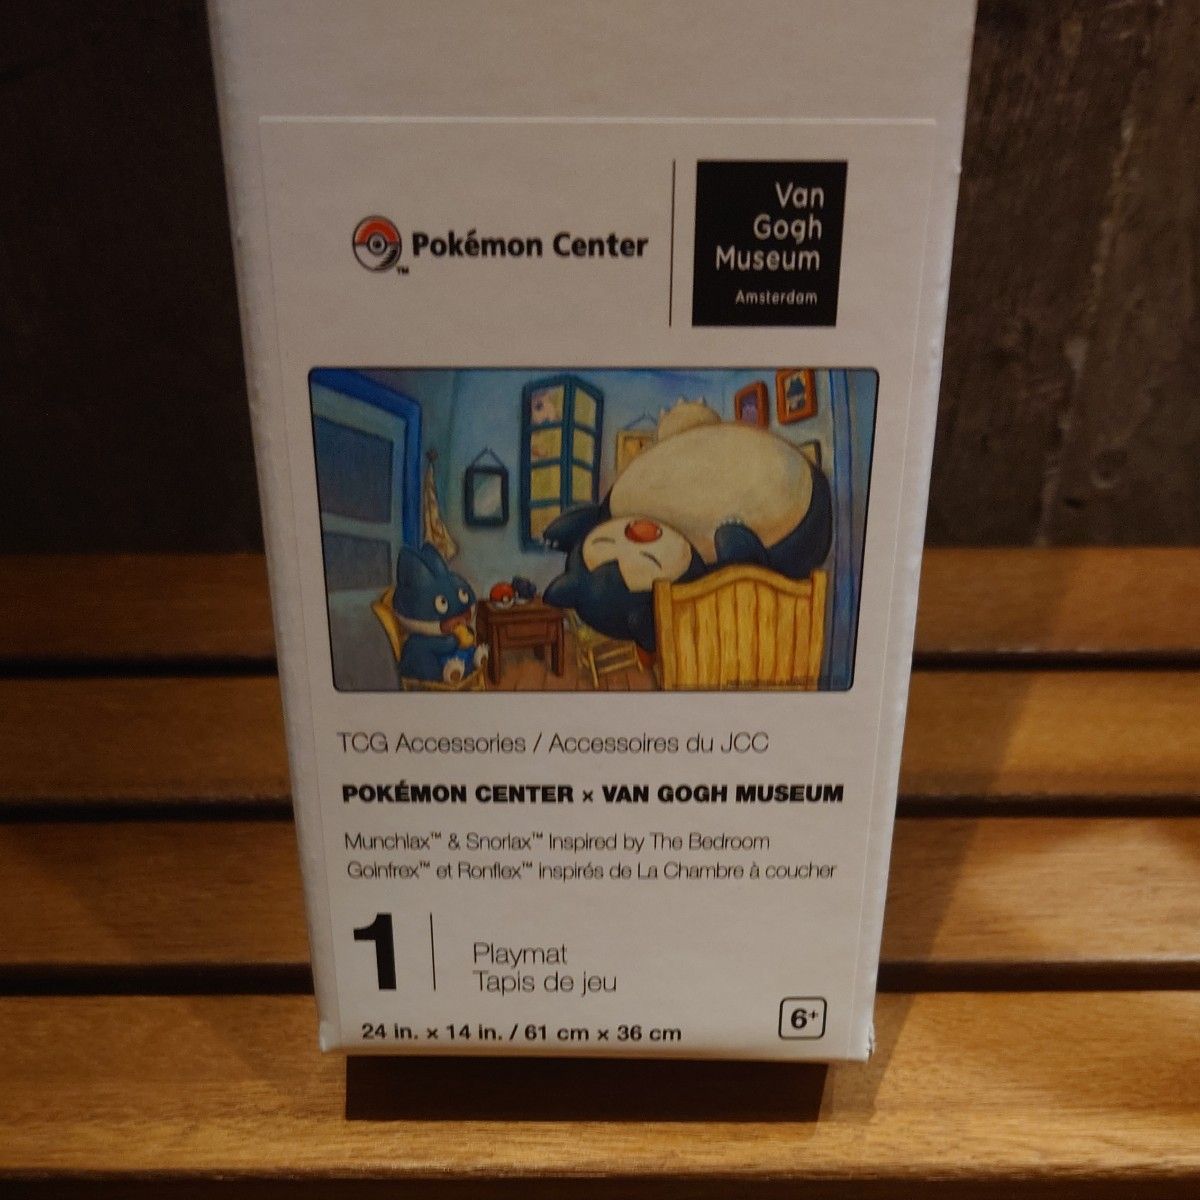 Pokémon Center
™
Van
Gogh
Museum
Amsterdam
TCG Accessories / Accessoires du JCC
POKÉMON CENTER × VAN GOGH MUSEUM
Munchlax™ & Snorlax™ Inspired by The Bedroom
Goinfrex™ et Ronflex™ inspirés de La Chambre à coucher
1
Playmat
Tapis de jeu
24 in. × 14 in. / 61 cm × 36 cm
6+